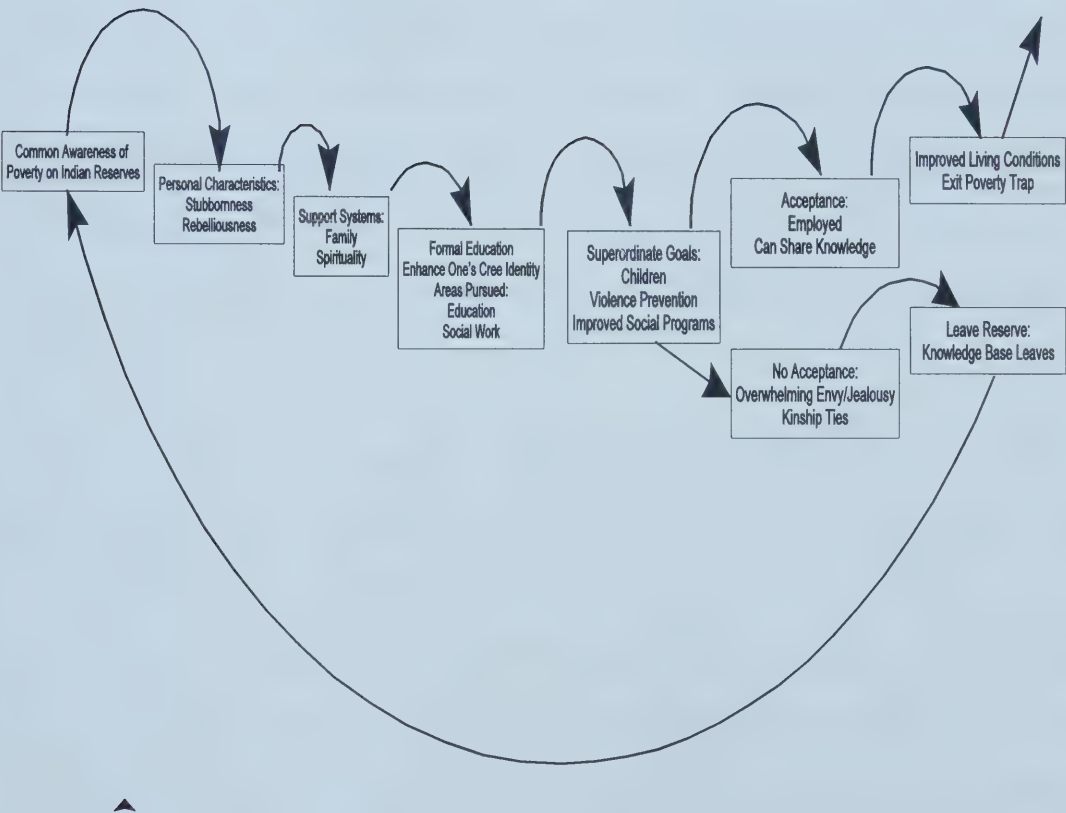 Common Awareness of
Poverty on Indian Reserves
Personal Characteristics:
Stubbornness
Rebelliousness
Support Systems:
Family
Spirituality
Formal Education
Enhance One's Cree Identity
Areas Pursued:
Education
Social Work
Superordinate Goals:
Children
Violence Prevention
Improved Social Programs
Acceptance:
Employed
Can Share Knowledge
Improved Living Conditions
Exit Poverty Trap
No Acceptance:
Overwhelming Envy/Jealousy
Kinship Ties
Leave Reserve:
Knowledge Base Leaves